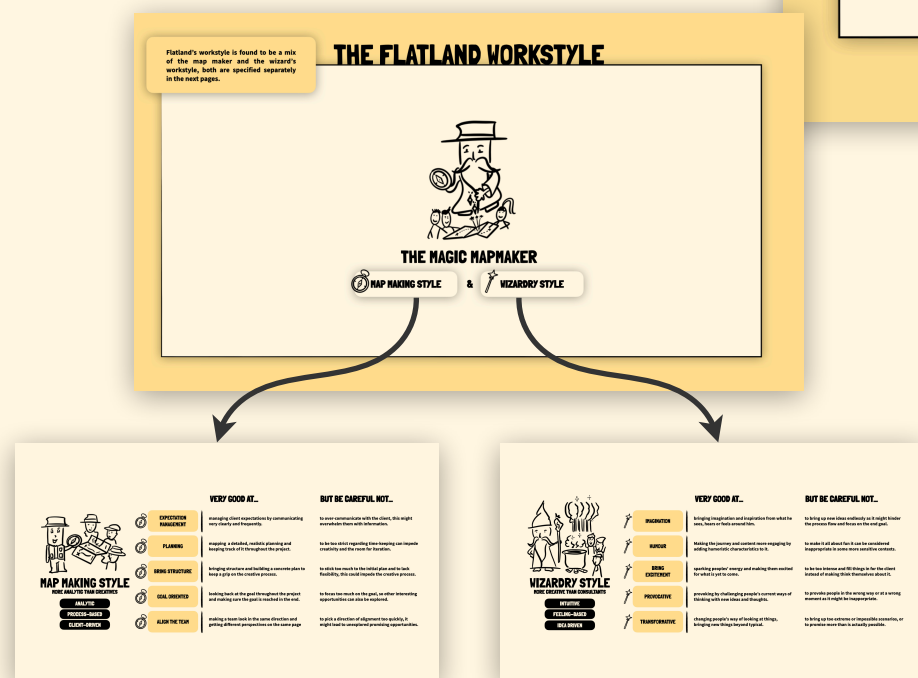 Flatland's workstyle is found to be a mix
of the map maker and the wizard's
workstyle, both are specified separately
in the next pages.
THE FLATLAND WORKSTYLE
THE MAGIC MAPMAKER
MAP MAKING STYLE
&
WIZARDRY STYLE
VERY GOOD AT...
BUT BE CAREFUL NOT...
EXPECTATION
MANAGEMENT
managing client expectations by communicating
very clearly and frequently.
to over-communicate with the client, this might
overwhelm them with information.
PLANNING
mapping a detailed, realistic planning and
keeping track of it throughout the project.
to be too strict regarding time-keeping can impede
creativity and the room for iteration.
BRING STRUCTURE
bringing structure and building a concrete plan to
keep a grip on the creative process.
to stick too much to the initial plan and to lack
flexibility, this could impede the creative process.
GOAL ORIENTED
looking back at the goal throughout the project
and making sure the goal is reached in the end.
to focus too much on the goal, as other interesting
opportunities can also be explored.
ALIGN THE TEAM
making a team look in the same direction and
getting different perspectives on the same page
to pick a direction of alignment too quickly, it
might lead to unexplored promising opportunities.
MAP MAKING STYLE
MORE ANALYTIC THAN CREATIVES
ANALYTIC
PROCESS-BASED
CLIENT-DRIVEN
VERY GOOD AT...
BUT BE CAREFUL NOT...
IMAGINATION
bringing imagination and inspiration from what he
sees, hears or feels around him.
to bring up new ideas endlessly as it might hinder
the process flow and focus on the end goal.
HUMOUR
Making the journey and content more engaging by
adding humoristic characteristics to it.
to make it all about fun it can be considered
inappropriate in some more sensitive contexts.
BRING
EXCITEMENT
sparking peoples' energy and making them excited
for what is yet to come.
to be too intense and fill things in for the client
instead of making think themselves about it.
PROVOCATIVE
provoking by challenging people's current ways of
thinking with new ideas and thoughts.
to provoke people in the wrong way or at a wrong
moment as it might be inappropriate.
TRANSFORMATIVE
changing people's way of looking at things,
bringing new things beyond typical.
to bring up too extreme or impossible scenarios, or
to promise more than is actually possible.
WIZARDRY STYLE
MORE CREATIVE THAN CONSULTANTS
INTUITIVE
FEELING-BASED
IDEA DRIVEN